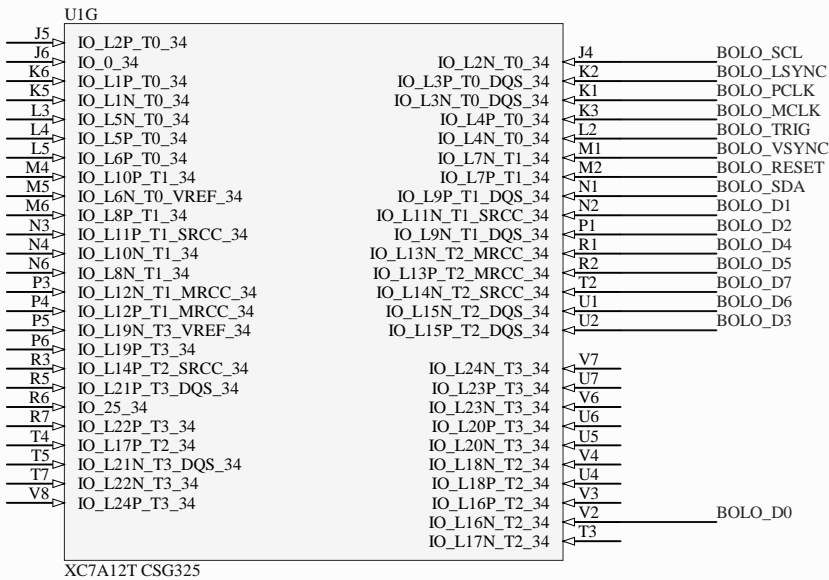 U1G
J5 IO_L2P_T0_34
J6 IO_0_34 IO_L2N_T0_34 J4 BOLO_SCL
K6 IO_L1P_T0_34 IO_L3P_T0_DQS_34 K2 BOLO_LSYNC
K5 IO_L1N_T0_34 IO_L3N_T0_DQS_34 K1 BOLO_PCLK
L3 IO_L5N_T0_34 IO_L4P_T0_34 K3 BOLO_MCLK
L4 IO_L5P_T0_34 IO_L4N_T0_34 L2 BOLO_TRIG
L5 IO_L6P_T0_34 IO_L7N_T1_34 M1 BOLO_VSYNC
M4 IO_L10P_T1_34 IO_L7P_T1_34 M2 BOLO_RESET
M5 IO_L6N_T0_VREF_34 IO_L9P_T1_DQS_34 N1 BOLO_SDA
M6 IO_L8P_T1_34 IO_L11N_T1_SRCC_34 N2 BOLO_D1
N3 IO_L11P_T1_SRCC_34 IO_L9N_T1_DQS_34 P1 BOLO_D2
N4 IO_L10N_T1_34 IO_L13N_T2_MRCC_34 R1 BOLO_D4
N6 IO_L8N_T1_34 IO_L13P_T2_MRCC_34 R2 BOLO_D5
P3 IO_L12N_T1_MRCC_34 IO_L14N_T2_SRCC_34 T2 BOLO_D7
P4 IO_L12P_T1_MRCC_34 IO_L15N_T2_DQS_34 U1 BOLO_D6
P5 IO_L19N_T3_VREF_34 IO_L15P_T2_DQS_34 U2 BOLO_D3
P6 IO_L19P_T3_34
R3 IO_L14P_T2_SRCC_34 IO_L24N_T3_34 V7
R5 IO_L21P_T3_DQS_34 IO_L23P_T3_34 U7
R6 IO_25_34 IO_L23N_T3_34 V6
R7 IO_L22P_T3_34 IO_L20P_T3_34 U6
T4 IO_L17P_T2_34 IO_L20N_T3_34 U5
T5 IO_L21N_T3_DQS_34 IO_L18N_T2_34 V4
T7 IO_L22N_T3_34 IO_L18P_T2_34 U4
V8 IO_L24P_T3_34 IO_L16P_T2_34 V3
IO_L16N_T2_34 V2 BOLO_D0
IO_L17N_T2_34 T3
XC7A12T CSG325